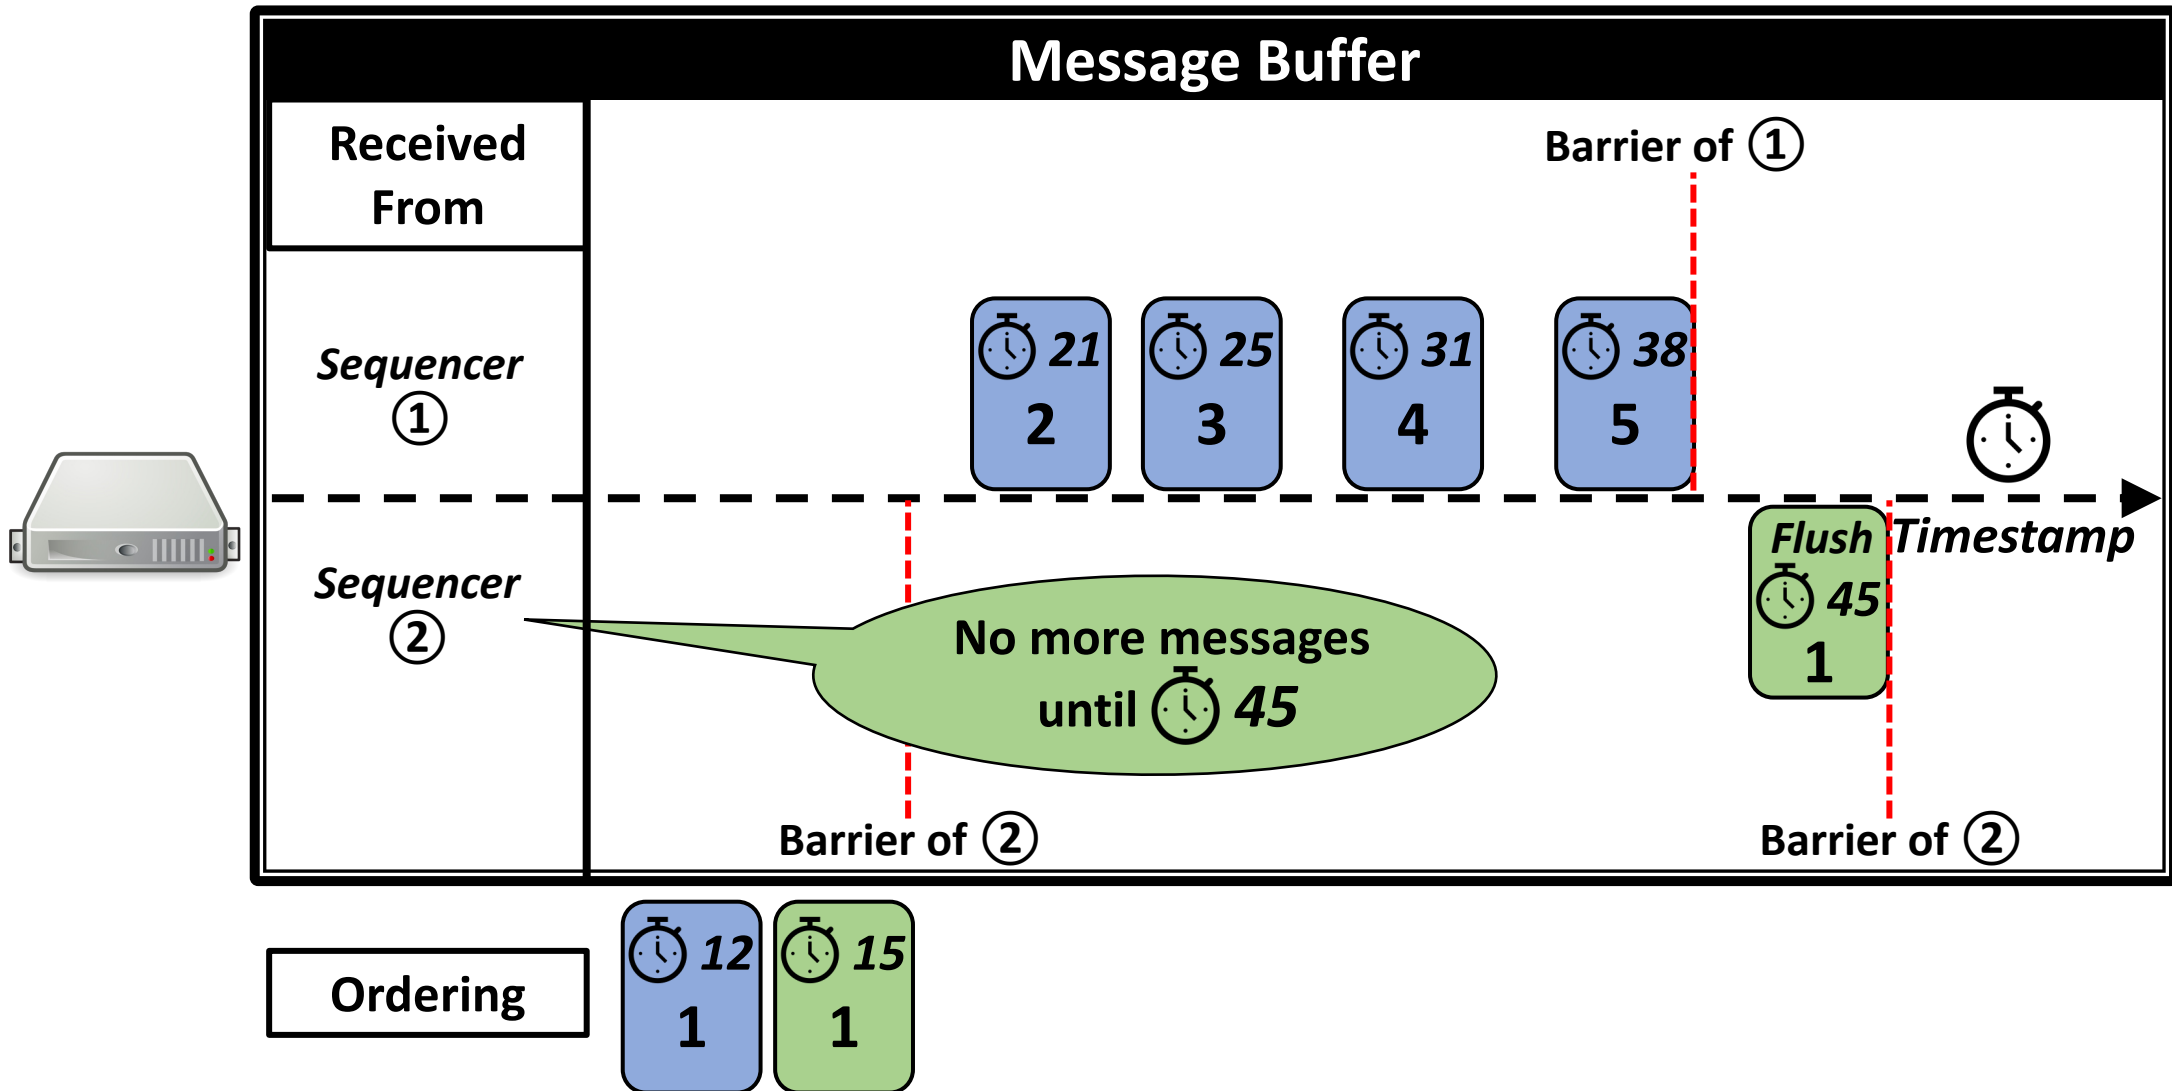 Message Buffer
Received
From
Barrier of ①
Sequencer
①
21
2
25
3
31
4
38
5
Timestamp
Sequencer
②
No more messages
until 45
Flush
45
1
Barrier of ②
Barrier of ②
Ordering
12
1
15
1